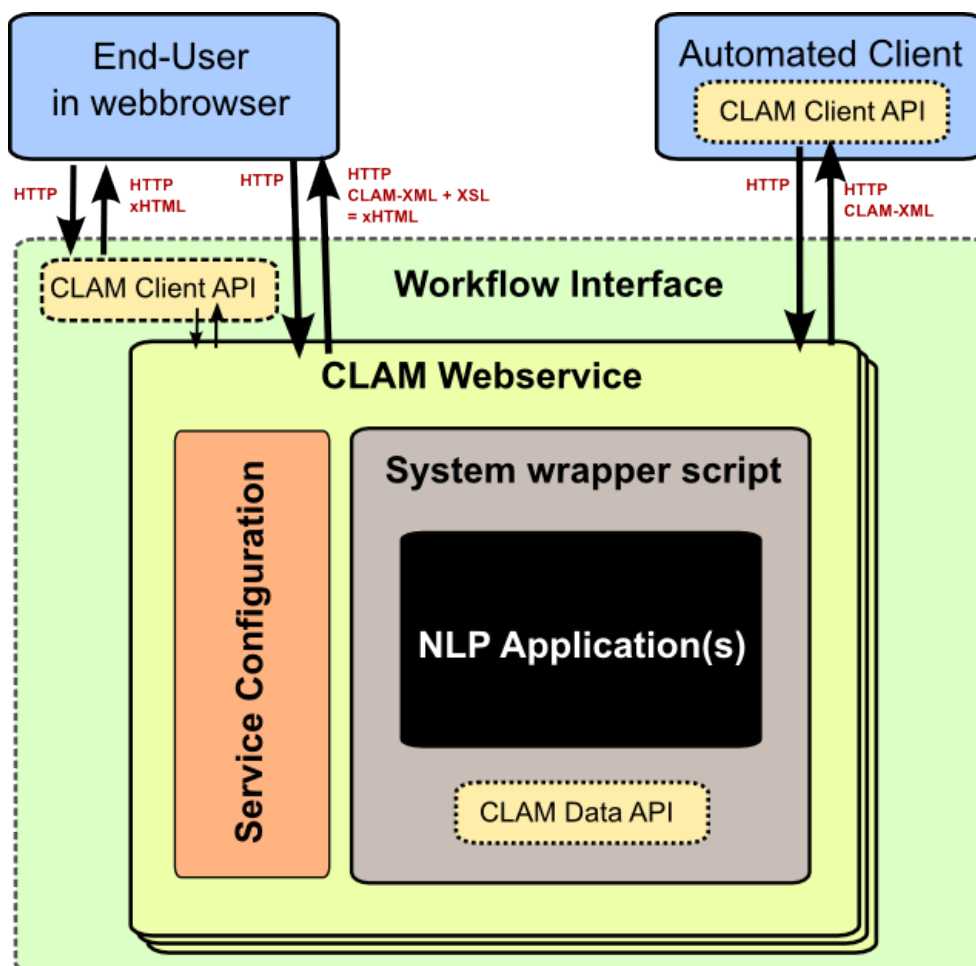 End-User
in webbrowser
Automated Client
CLAM Client API
HTTP
HTTP
xHTML
HTTP
HTTP
CLAM-XML + XSL
= xHTML
HTTP
HTTP
CLAM-XML
CLAM Client API
Workflow Interface
CLAM Webservice
Service Configuration
System wrapper script
NLP Application(s)
CLAM Data API